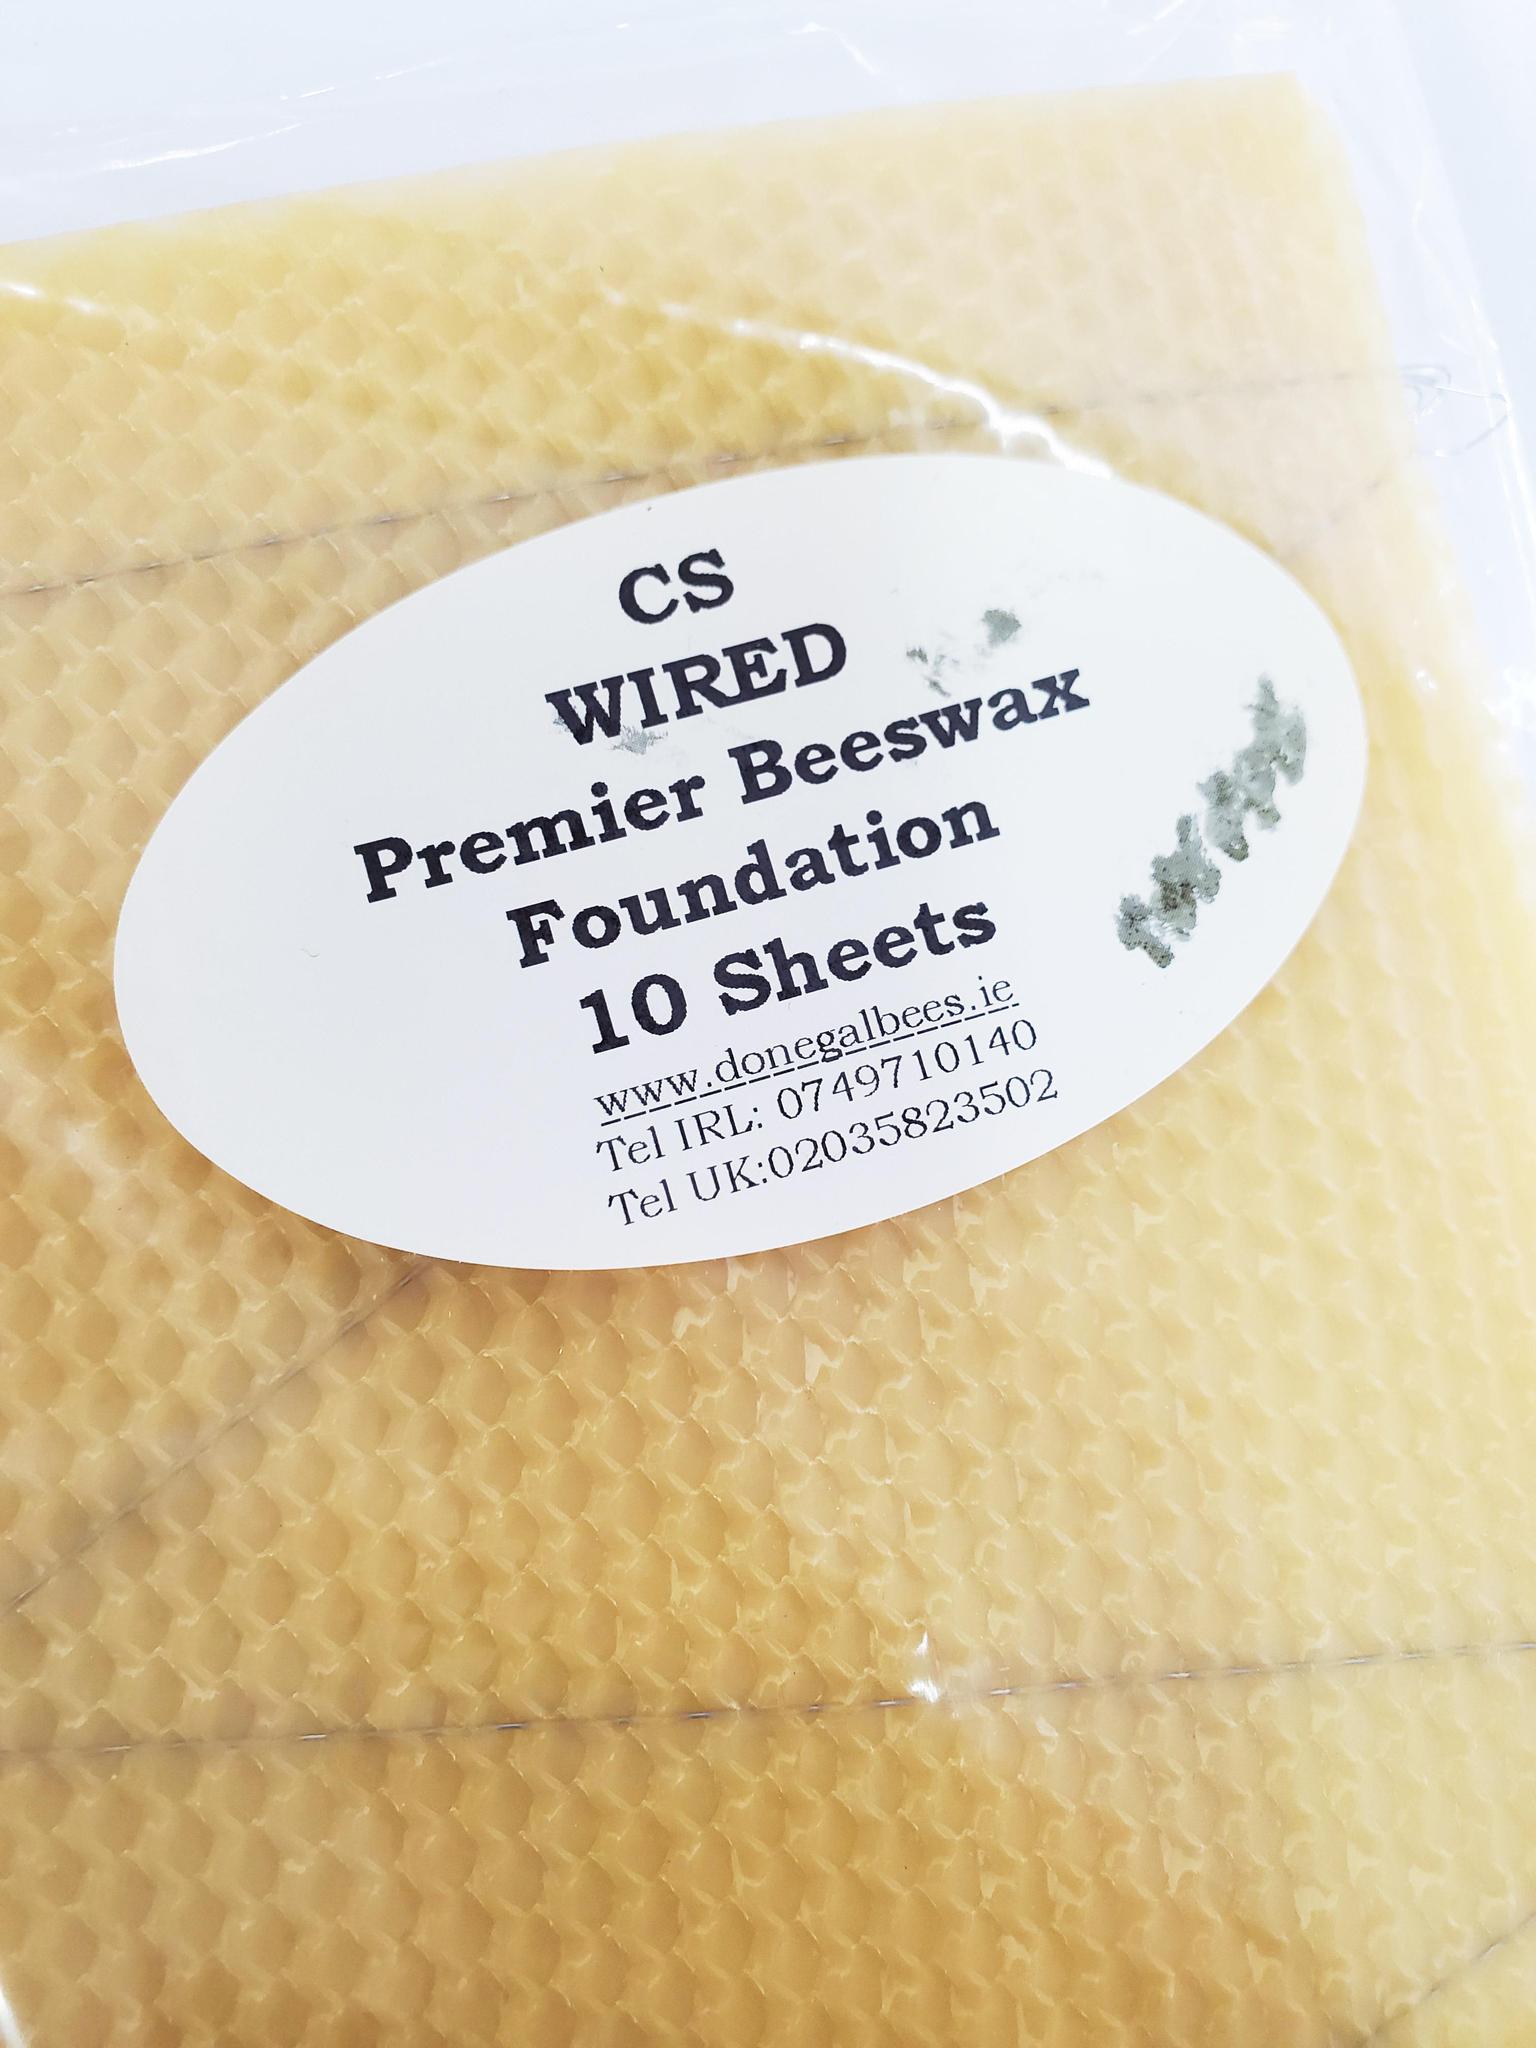 CS
WIRED
Premier Beeswax
Foundation
10 Sheets
www.donegalbees.ie
Tel IRL: 0749710140
Tel UK:02035823502